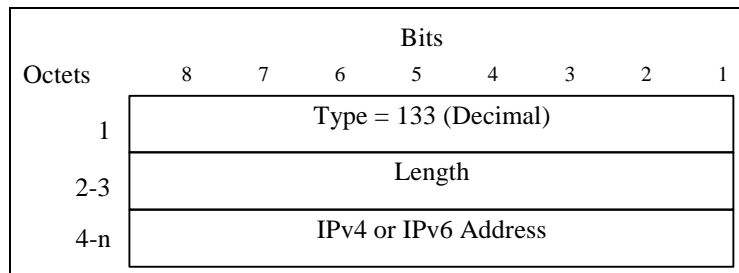 Bits
Octets 8 7 6 5 4 3 2 1
1 Type = 133 (Decimal)
2-3 Length
4-n IPv4 or IPv6 Address